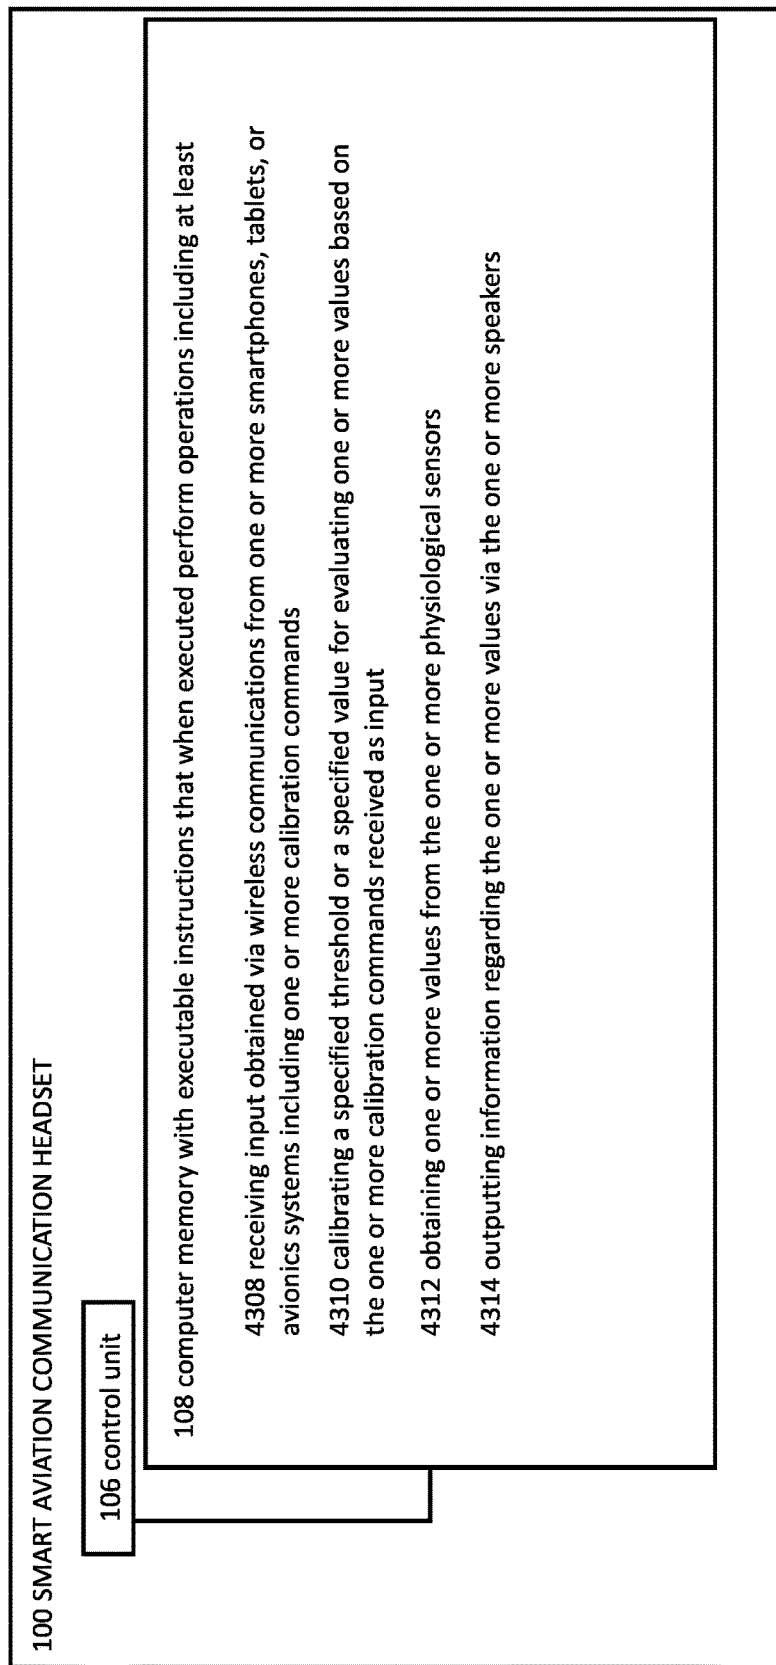 100 SMART AVIATION COMMUNICATION HEADSET
106 control unit
108 computer memory with executable instructions that when executed perform operations including at least
4308 receiving input obtained via wireless communications from one or more smartphones, tablets, or
avionics systems including one or more calibration commands
4310 calibrating a specified threshold or a specified value for evaluating one or more values based on
the one or more calibration commands received as input
4312 obtaining one or more values from the one or more physiological sensors
4314 outputting information regarding the one or more values via the one or more speakers